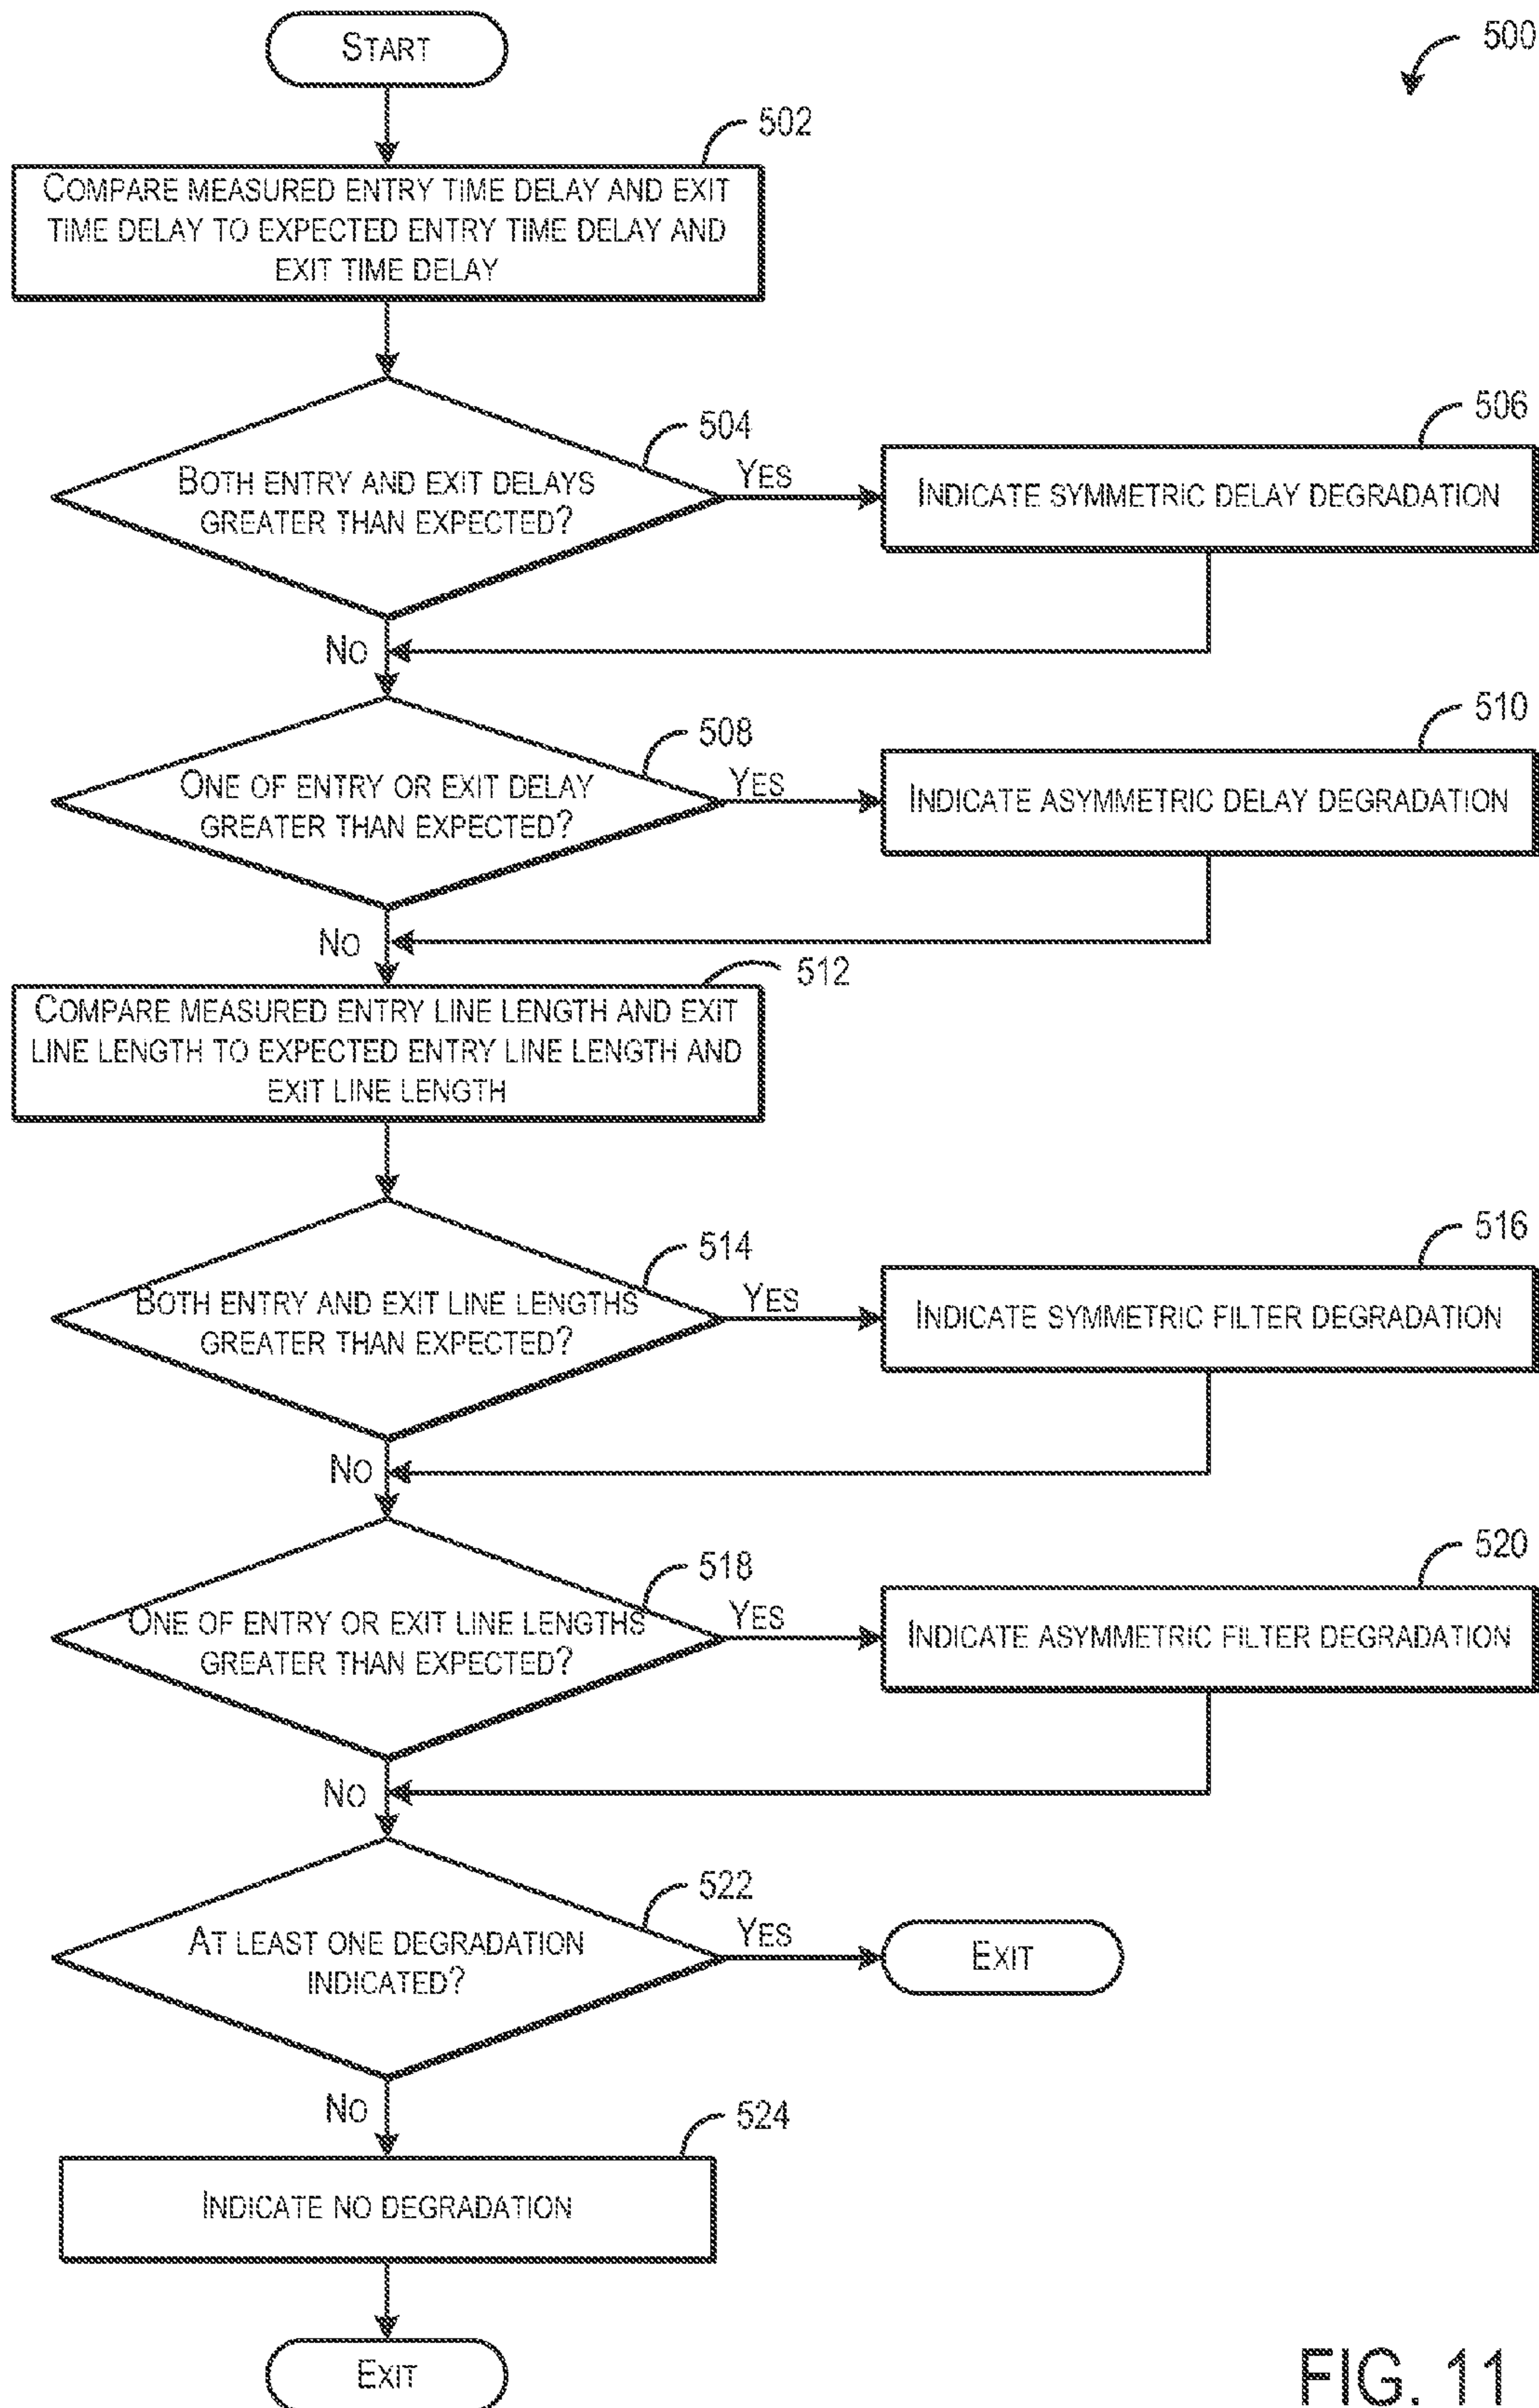 START
500
502
COMPARE MEASURED ENTRY TIME DELAY AND EXIT
TIME DELAY TO EXPECTED ENTRY TIME DELAY AND
EXIT TIME DELAY
504
BOTH ENTRY AND EXIT DELAYS
GREATER THAN EXPECTED?
YES
506
INDICATE SYMMETRIC DELAY DEGRADATION
NO
508
ONE OF ENTRY OR EXIT DELAY
GREATER THAN EXPECTED?
YES
510
INDICATE ASYMMETRIC DELAY DEGRADATION
NO
512
COMPARE MEASURED ENTRY LINE LENGTH AND EXIT
LINE LENGTH TO EXPECTED ENTRY LINE LENGTH AND
EXIT LINE LENGTH
514
BOTH ENTRY AND EXIT LINE LENGTHS
GREATER THAN EXPECTED?
YES
516
INDICATE SYMMETRIC FILTER DEGRADATION
NO
518
ONE OF ENTRY OR EXIT LINE LENGTHS
GREATER THAN EXPECTED?
YES
520
INDICATE ASYMMETRIC FILTER DEGRADATION
NO
522
AT LEAST ONE DEGRADATION
INDICATED?
YES
EXIT
NO
524
INDICATE NO DEGRADATION
EXIT
FIG. 11